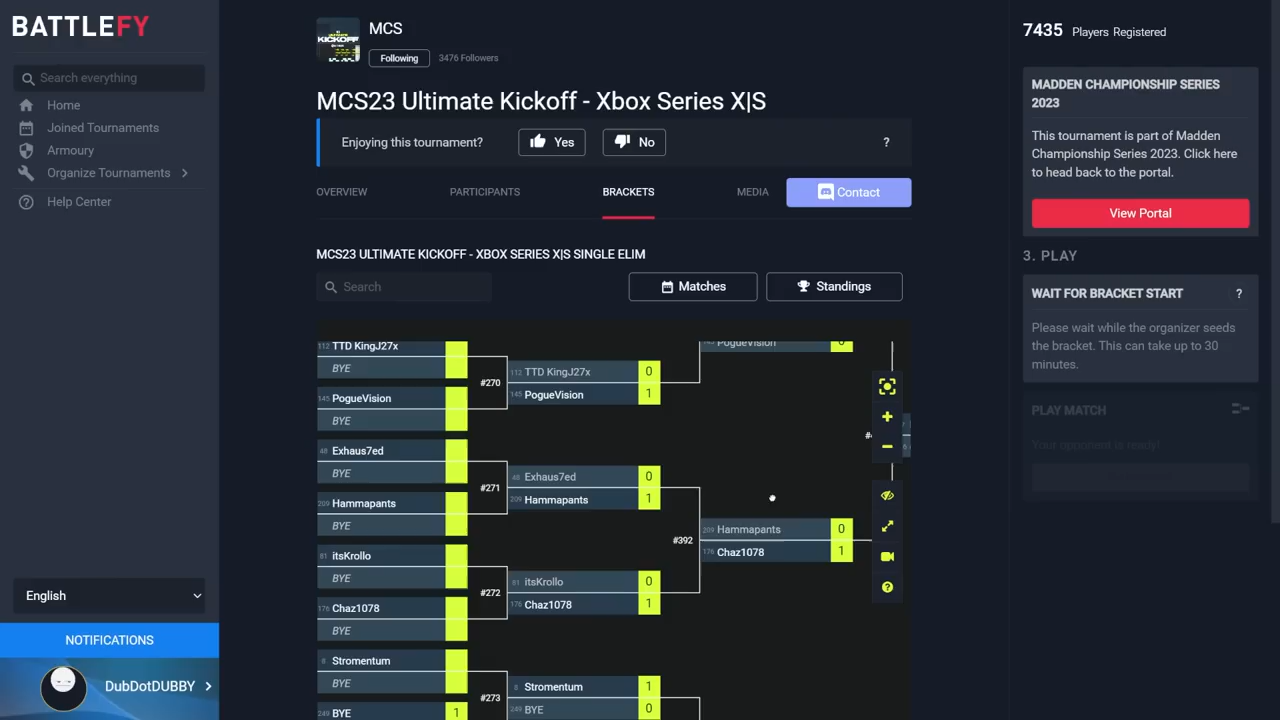 BATTLEFY
Search everything
Home
Joined Tournaments
Armoury
Organize Tournaments
Help Center
English
NOTIFICATIONS
DubDotDUBBY
KICKOFF
MCS
Following
3476 Followers
MCS23 Ultimate Kickoff - Xbox Series X|S
Enjoying this tournament?
Yes
No
?
OVERVIEW
PARTICIPANTS
BRACKETS
MEDIA
Contact
MCS23 ULTIMATE KICKOFF - XBOX SERIES X|S SINGLE ELIM
Search
Matches
Standings
112 TTD KingJ27x
BYE
#270
145 PogueVision
BYE
48 Exhaus7ed
BYE
#271
209 Hammapants
BYE
81 itsKrollo
BYE
#272
176 Chaz1078
BYE
8 Stromentum
BYE
#273
249 BYE 1
112 TTD KingJ27x 0
145 PogueVision 1
48 Exhaus7ed 0
209 Hammapants 1
#392
81 itsKrollo 0
176 Chaz1078 1
8 Stromentum 1
249 BYE 0
145 PogueVision 0
209 Hammapants 0
176 Chaz1078 1
7435 Players Registered
MADDEN CHAMPIONSHIP SERIES
2023
This tournament is part of Madden
Championship Series 2023. Click here
to head back to the portal.
View Portal
3. PLAY
WAIT FOR BRACKET START ?
Please wait while the organizer seeds
the bracket. This can take up to 30
minutes.
PLAY MATCH
Your opponent is ready!